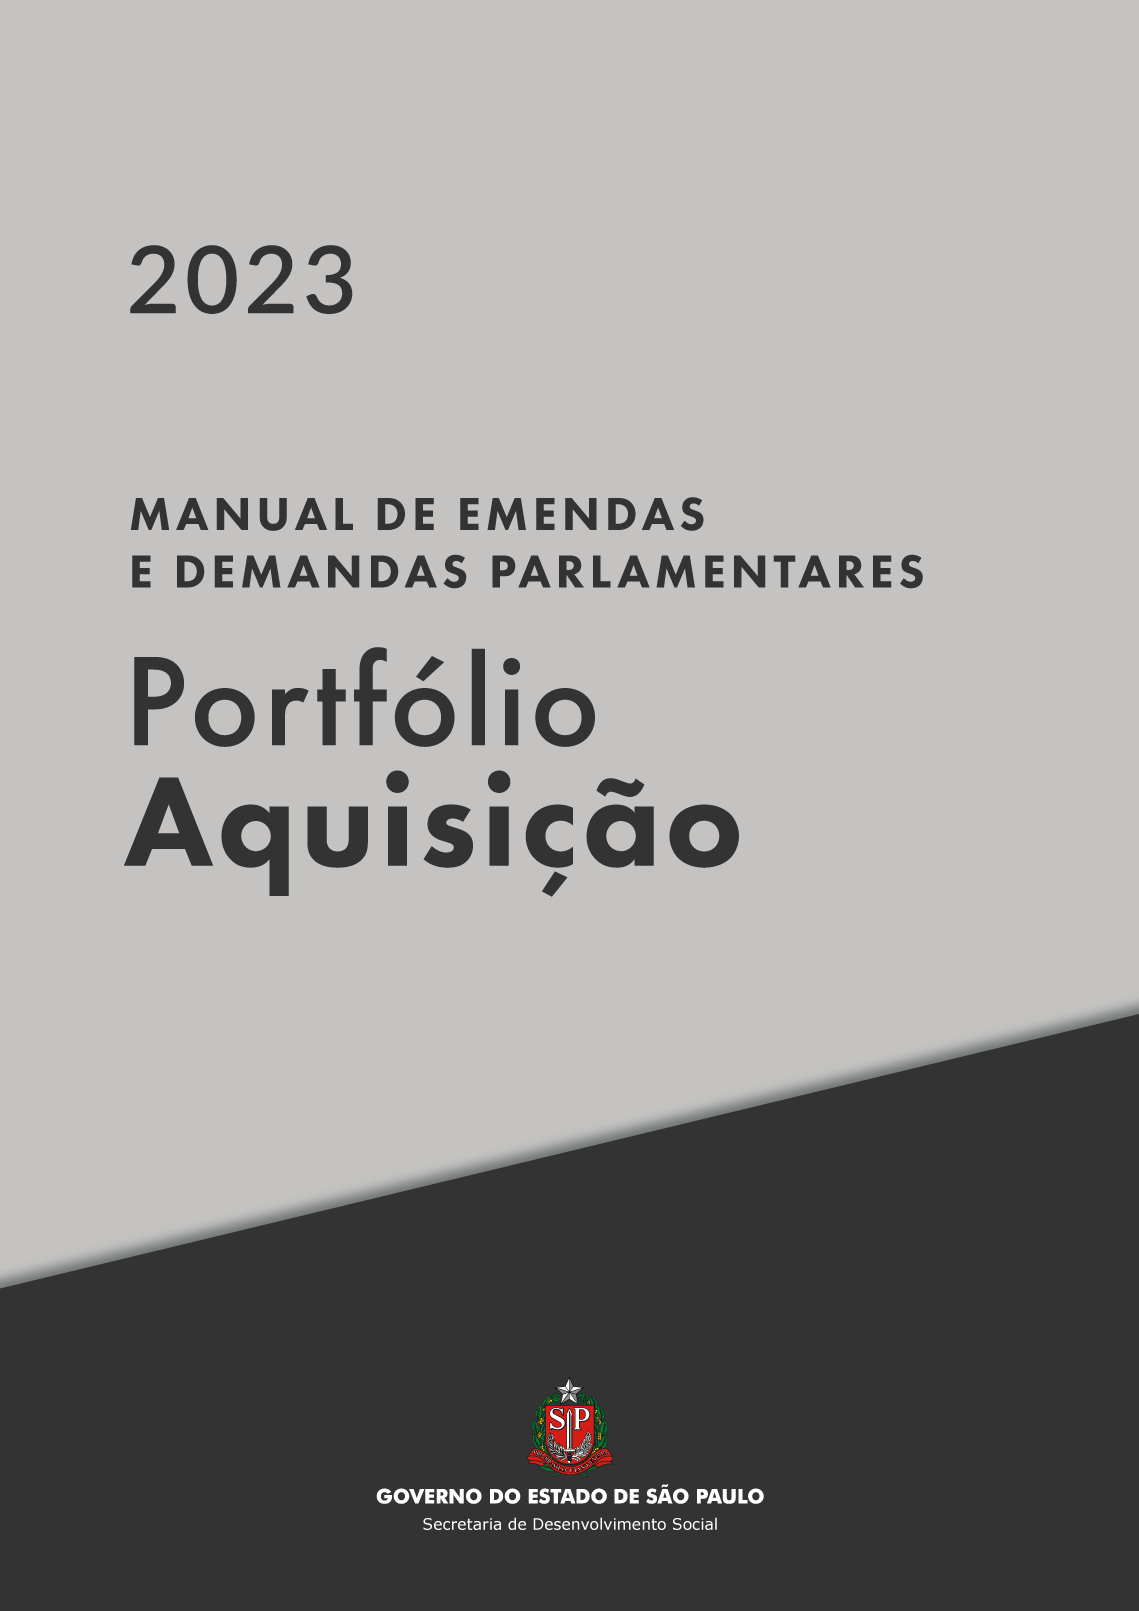 2023
MANUAL DE EMENDAS
E DEMANDAS PARLAMENTARES
Portfólio
Aquisição
SP
GOVERNO DO ESTADO DE SÃO PAULO
Secretaria de Desenvolvimento Social